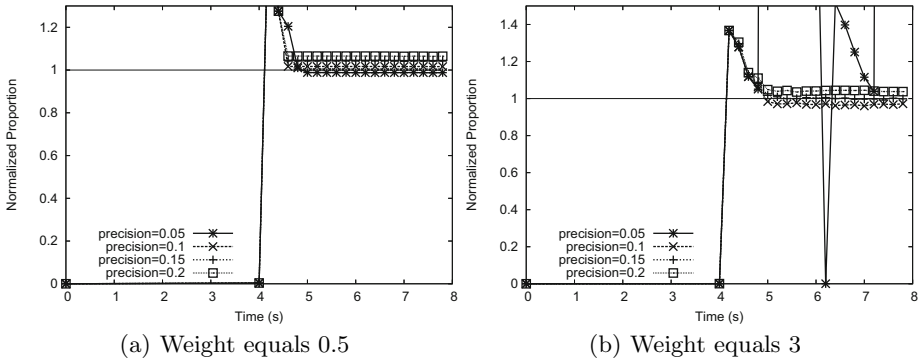 Normalized Proportion
1.2
1
0.8
0.6
0.4
0.2
0
precision=0.05
precision=0.1
precision=0.15
precision=0.2
0 1 2 3 4 5 6 7 8
Time (s)
(a) Weight equals 0.5
Normalized Proportion
1.4
1.2
1
0.8
0.6
0.4
0.2
0
precision=0.05
precision=0.1
precision=0.15
precision=0.2
0 1 2 3 4 5 6 7 8
Time (s)
(b) Weight equals 3